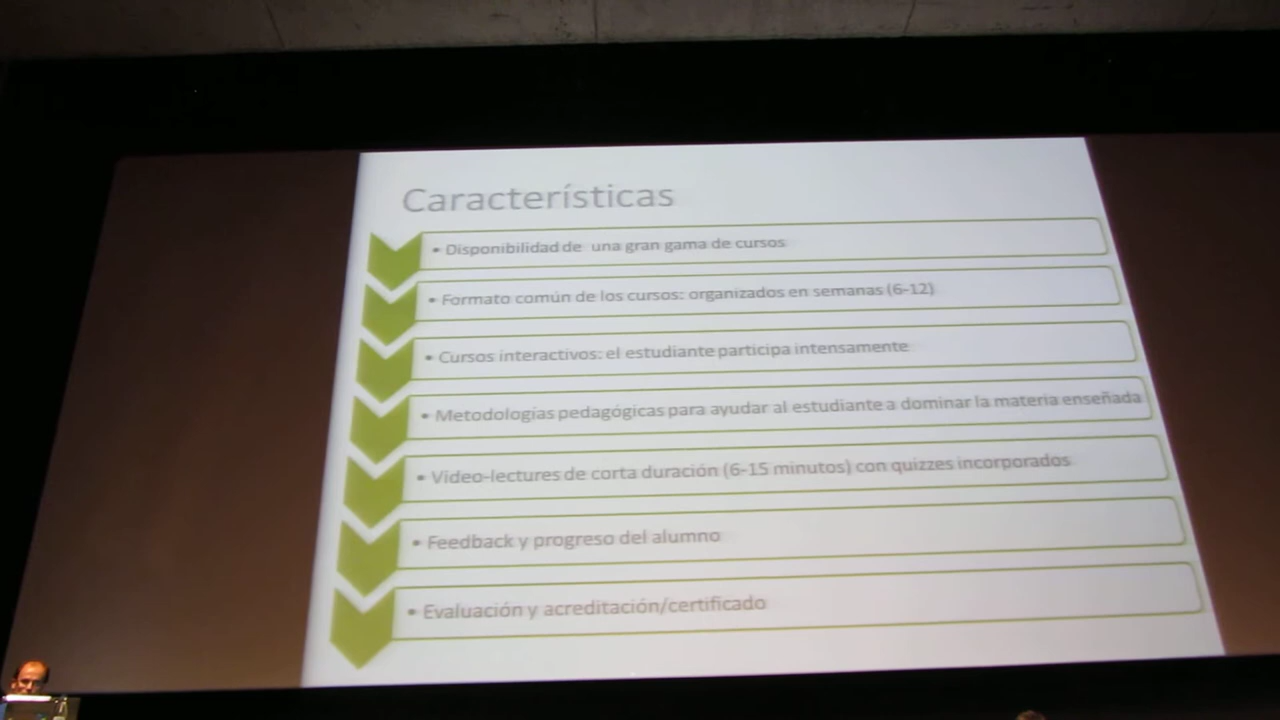 Características
• Disponibilidad de una gran gama de cursos
• Formato común de los cursos: organizados en semanas (6-12)
• Cursos interactivos: el estudiante participa intensamente
• Metodologías pedagógicas para ayudar al estudiante a dominar la materia enseñada
• Video-lectures de corta duración (6-15 minutos) con quizzes incorporados
• Feedback y progreso del alumno
• Evaluación y acreditación/certificado